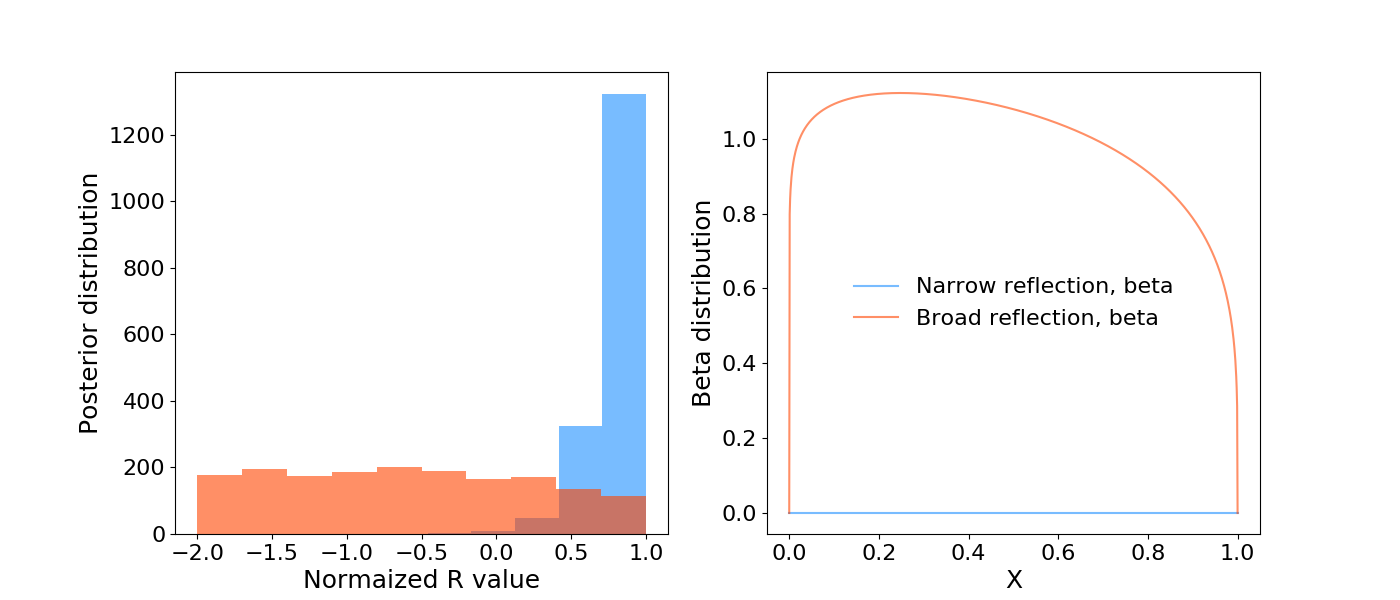 Posterior distribution
1200
1000
800
600
400
200
0
−2.0 −1.5 −1.0 −0.5 0.0 0.5 1.0
Normaized R value
Beta distribution
1.0
0.8
0.6
0.4
0.2
0.0
Narrow reflection, beta
Broad reflection, beta
0.0 0.2 0.4 0.6 0.8 1.0
X